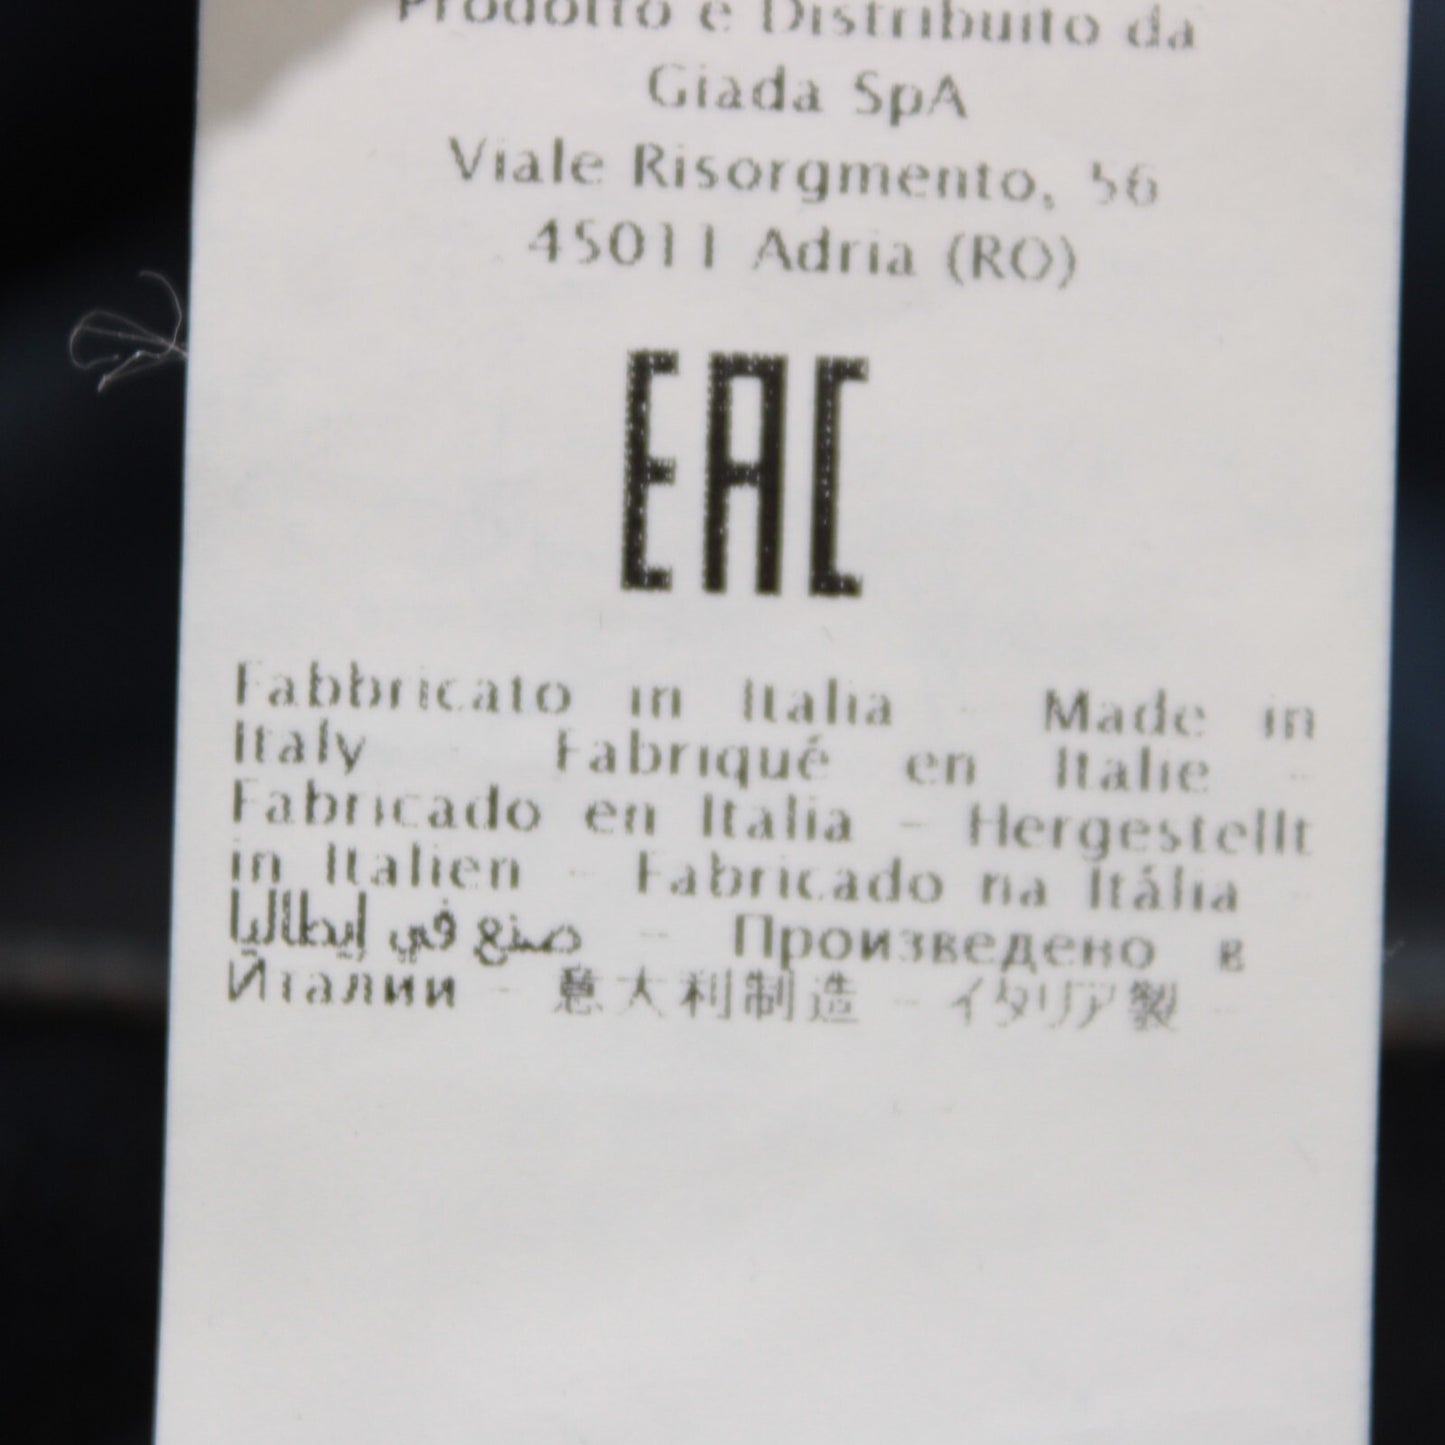 Prodotto e Distribuito da
Giada SpA
Viale Risorgmento, 56
45011 Adria (RO)
EAC
Fabbricato in Italia - Made in
Italy - Fabriqué en Italie -
Fabricado en Italia - Hergestellt
in Italien - Fabricado na Itália -
صنع في إيطاليا - Произведено в
Йталии - 意大利制造 - イタリア製 -